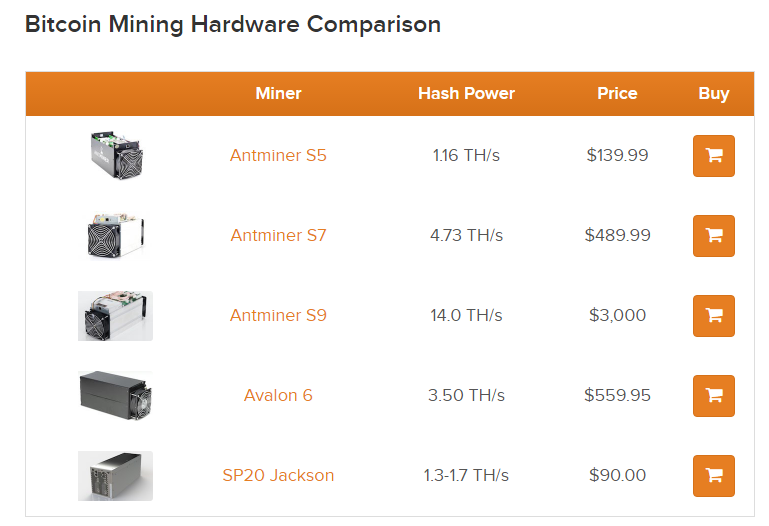 Bitcoin Mining Hardware Comparison
Miner Hash Power Price Buy
Antminer S5 1.16 TH/s $139.99
Antminer S7 4.73 TH/s $489.99
Antminer S9 14.0 TH/s $3,000
Avalon 6 3.50 TH/s $559.95
SP20 Jackson 1.3-1.7 TH/s $90.00